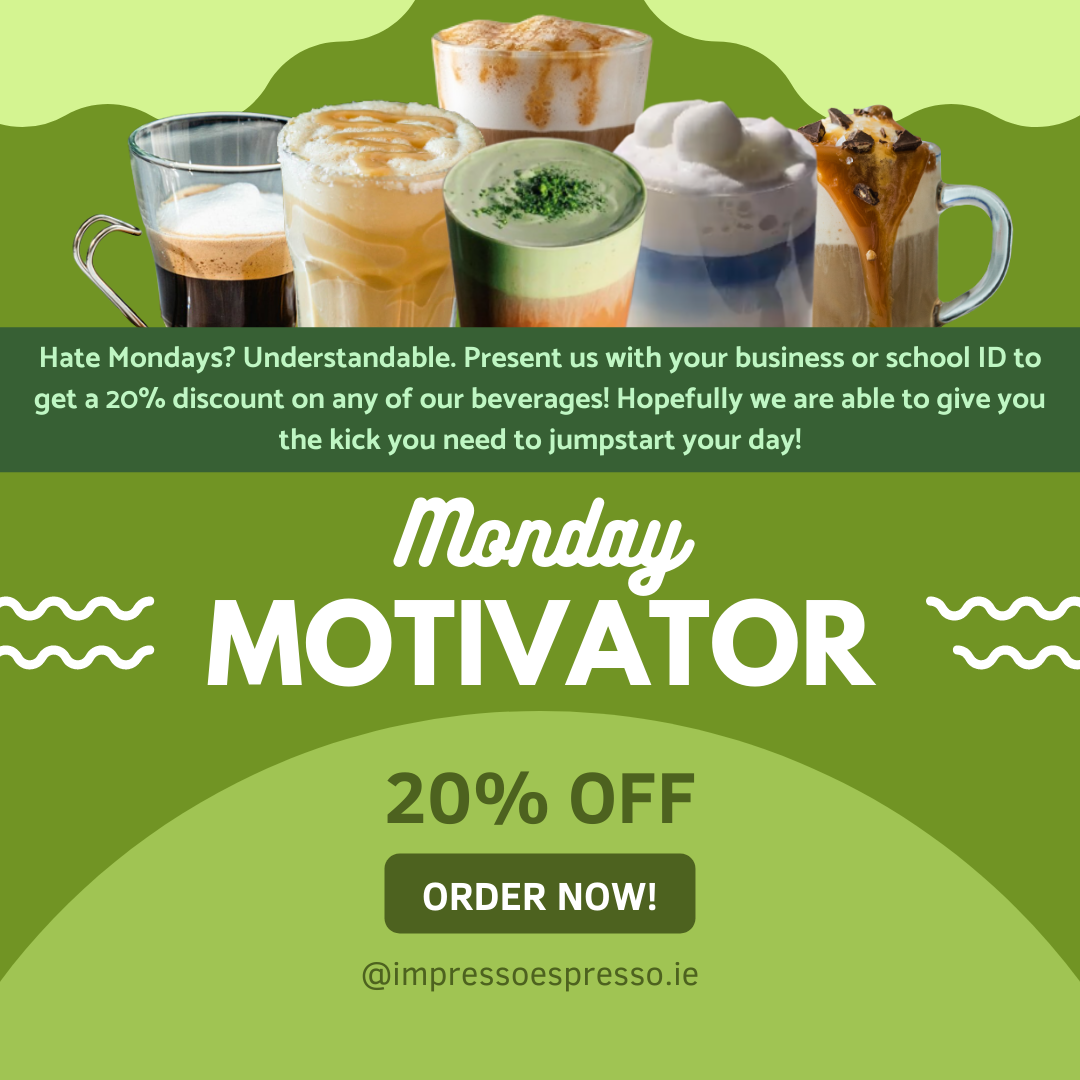 Hate Mondays? Understandable. Present us with your business or school ID to
get a 20% discount on any of our beverages! Hopefully we are able to give you
the kick you need to jumpstart your day!
Monday
MOTIVATOR
20% OFF
ORDER NOW!
@impressoespresso.ie